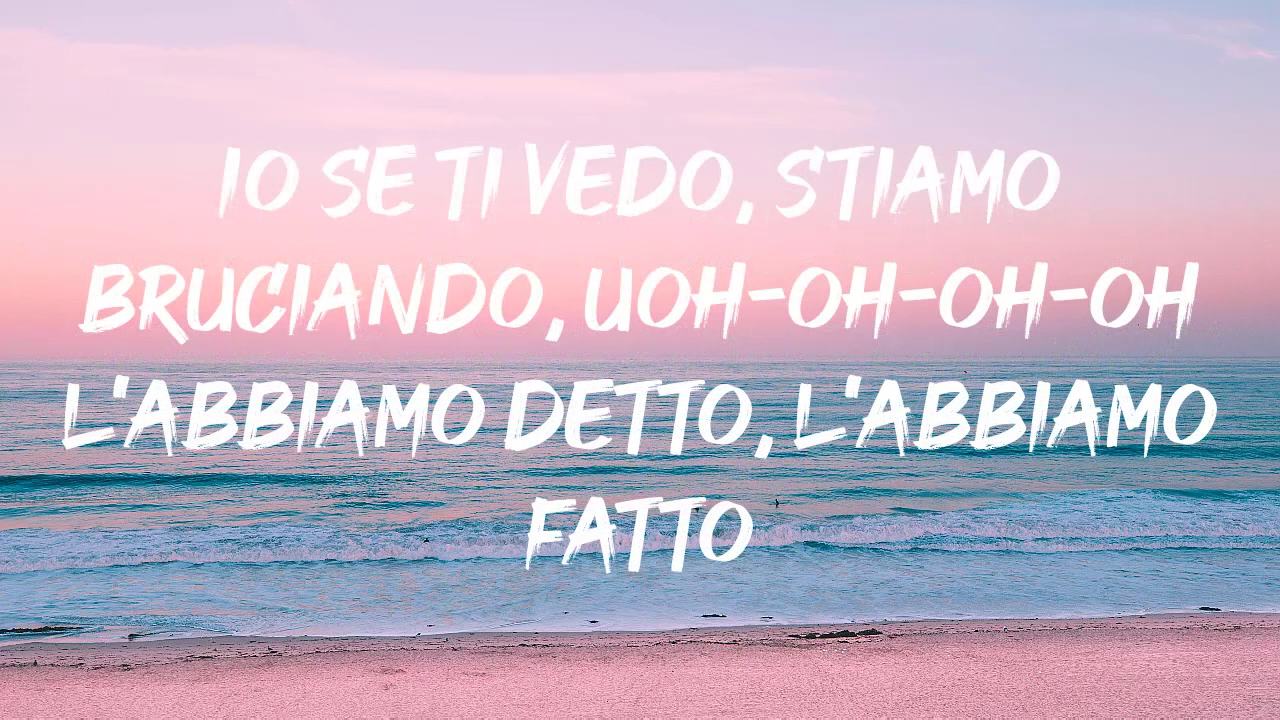 IO SE TI VEDO, STIAMO
BRUCIANDO, UOH-OH-OH-OH
L'ABBIAMO DETTO, L'ABBIAMO
FATTO